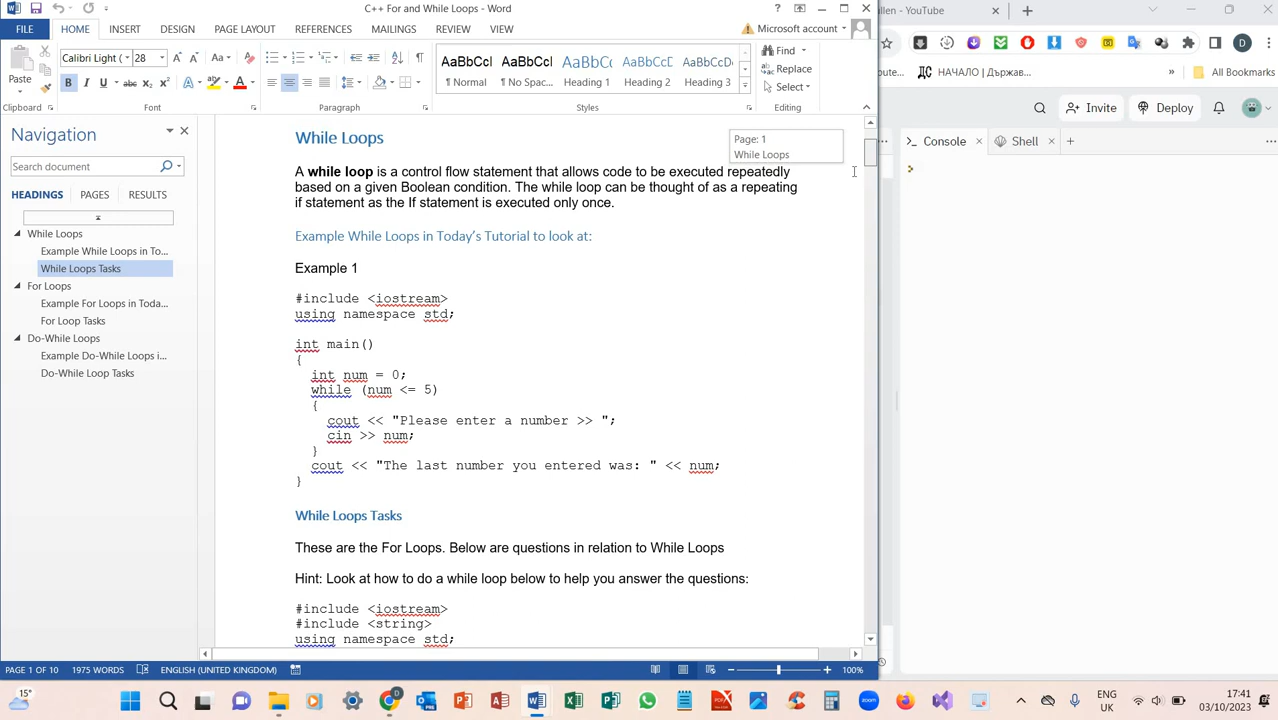 C++ For and While Loops - Word
llen - YouTube
FILE HOME INSERT DESIGN PAGE LAYOUT REFERENCES MAILINGS REVIEW VIEW Microsoft account
Calibri Light ( 28
Paste
B I U abc x₂ x²
Clipboard Font Paragraph Styles Editing
AaBbCcI AaBbCcI AaBbC AaBbCcD AaBbCcD
¶ Normal ¶ No Spac... Heading 1 Heading 2 Heading 3
Find
Replace
Select
ute... НАЧАЛО | Държав... All Bookmarks
Invite Deploy
Console Shell
Navigation
Search document
HEADINGS PAGES RESULTS
While Loops
Example While Loops in To...
While Loops Tasks
For Loops
Example For Loops in Toda...
For Loop Tasks
Do-While Loops
Example Do-While Loops i...
Do-While Loop Tasks
Page: 1
While Loops
While Loops
A while loop is a control flow statement that allows code to be executed repeatedly
based on a given Boolean condition. The while loop can be thought of as a repeating
if statement as the If statement is executed only once.
Example While Loops in Today's Tutorial to look at:
Example 1
#include <iostream>
using namespace std;
int main()
{
int num = 0;
while (num <= 5)
{
cout << "Please enter a number >> ";
cin >> num;
}
cout << "The last number you entered was: " << num;
}
While Loops Tasks
These are the For Loops. Below are questions in relation to While Loops
Hint: Look at how to do a while loop below to help you answer the questions:
#include <iostream>
#include <string>
using namespace std;
PAGE 1 OF 10 1975 WORDS ENGLISH (UNITED KINGDOM) 100%
15°
ENG
UK
17:41
03/10/2023